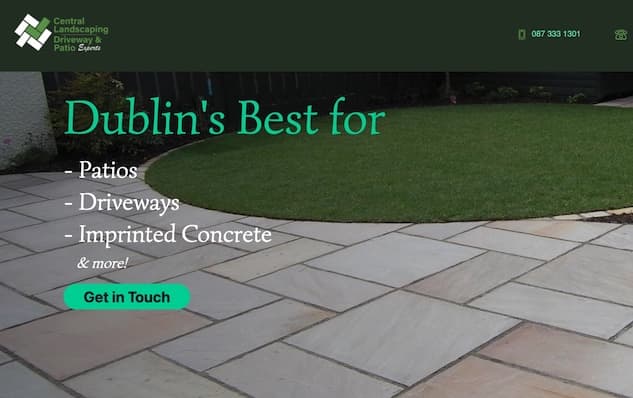 Central
Landscaping
Driveway &
Patio Experts
087 333 1301
Dublin's Best for
- Patios
- Driveways
- Imprinted Concrete
& more!
Get in Touch